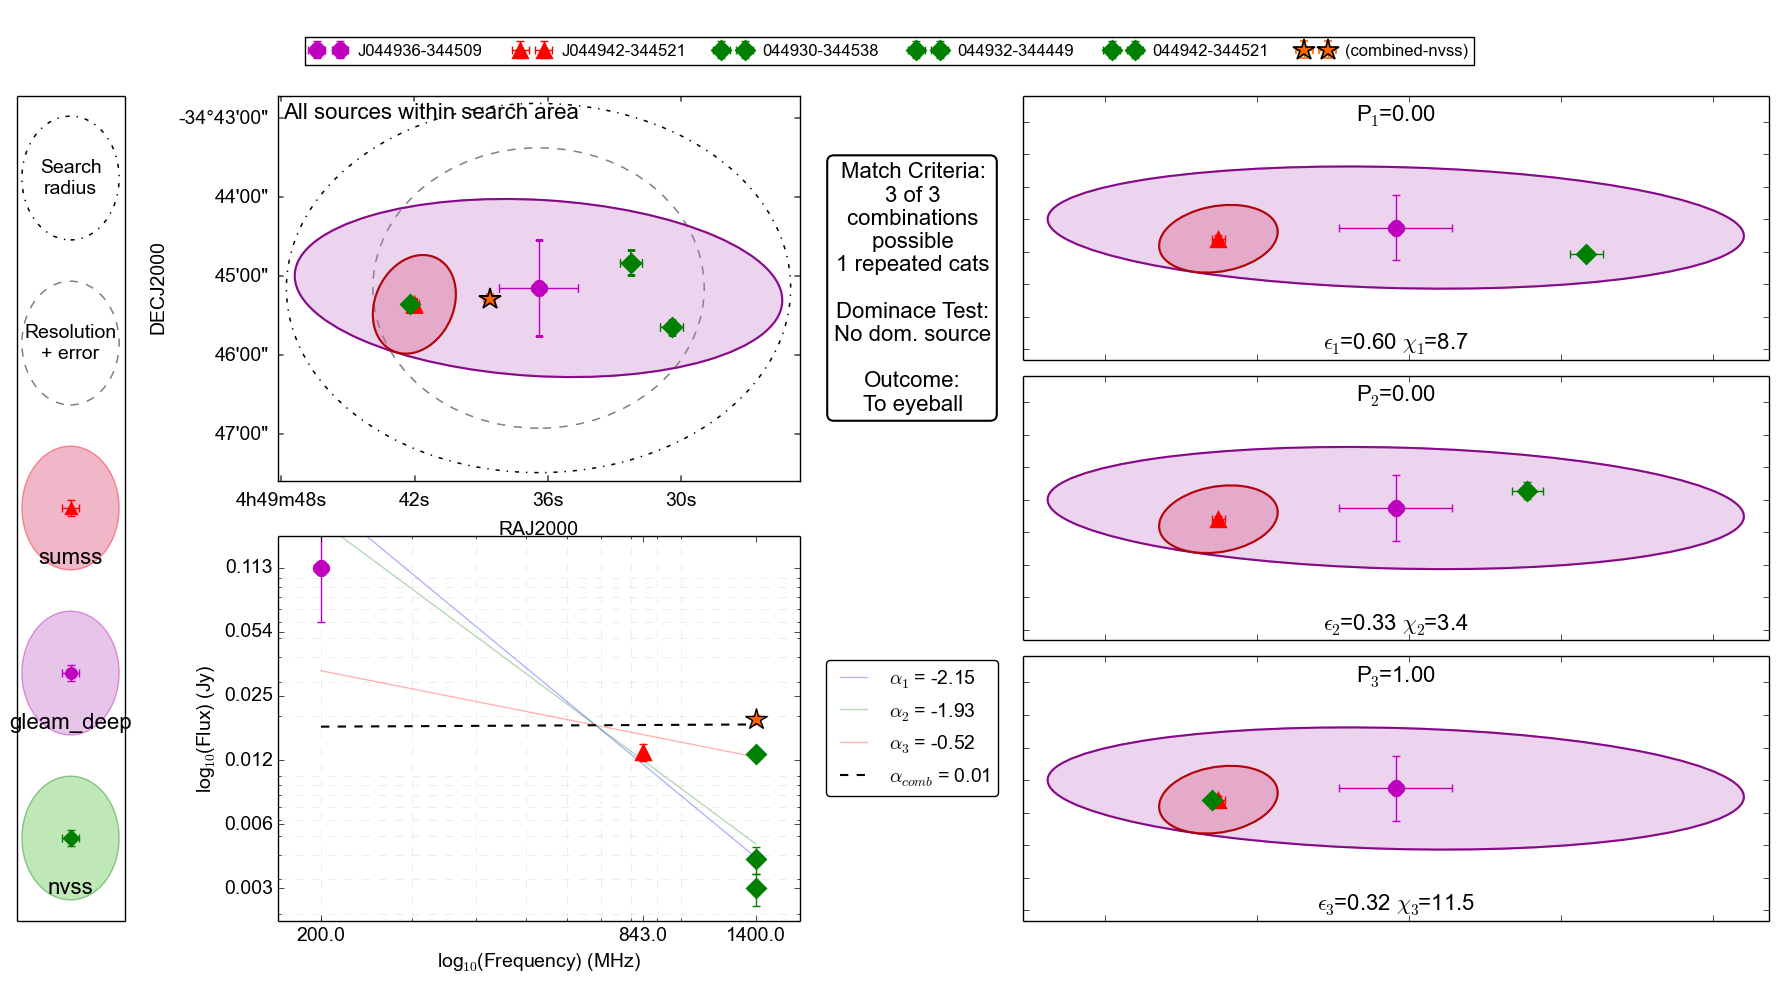 J044936-344509 J044942-344521 044930-344538 044932-344449 044942-344521 (combined-nvss)
Search
radius
Resolution
+ error
sumss
gleam_deep
nvss
All sources within search area
-34°43'00"
44'00"
45'00"
46'00"
47'00"
DECJ2000
4h49m48s 42s 36s 30s
RAJ2000
0.113
0.054
0.025
0.012
0.006
0.003
log10(Flux) (Jy)
200.0 843.0 1400.0
log10(Frequency) (MHz)
Match Criteria:
3 of 3
combinations
possible
1 repeated cats
Dominace Test:
No dom. source
Outcome:
To eyeball
α1 = -2.15
α2 = -1.93
α3 = -0.52
αcomb = 0.01
P1=0.00
ϵ1=0.60 χ1=8.7
P2=0.00
ϵ2=0.33 χ2=3.4
P3=1.00
ϵ3=0.32 χ3=11.5